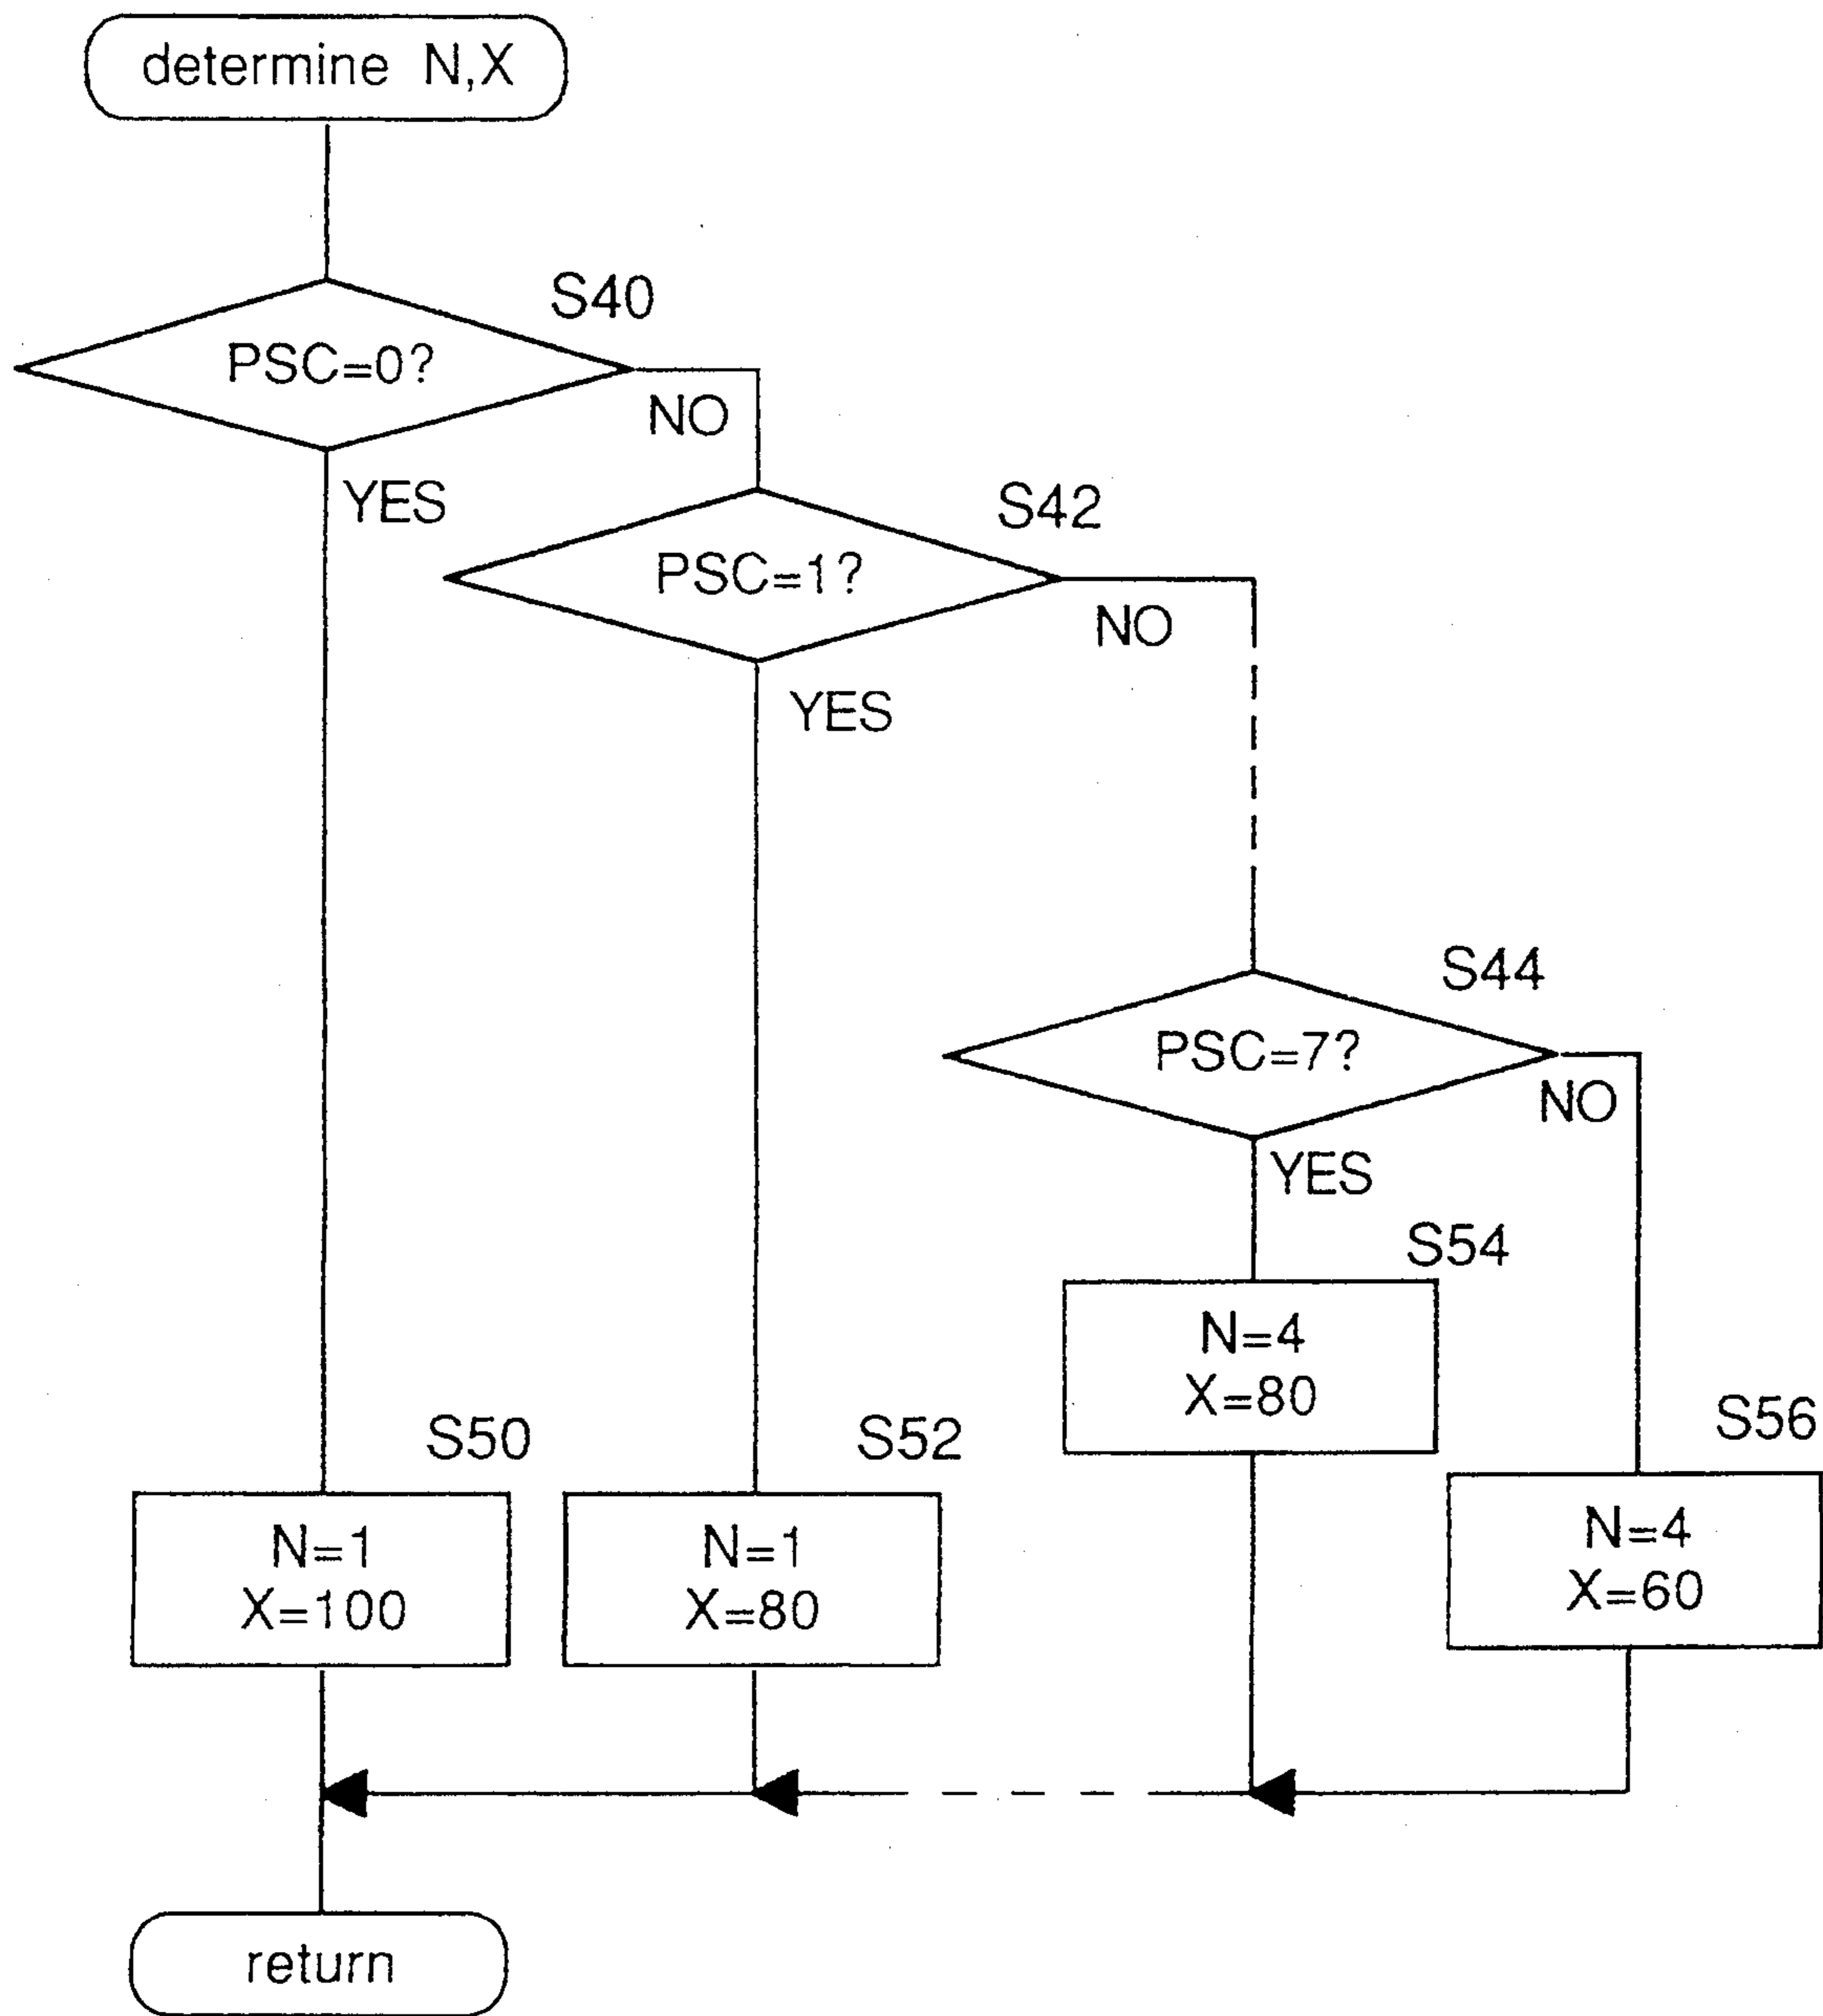 determine N,X
S40
PSC=0?
NO
YES
S42
PSC=1?
NO
YES
S44
PSC=7?
NO
YES
S54
N=4
X=80
S50
N=1
X=100
S52
N=1
X=80
S56
N=4
X=60
return